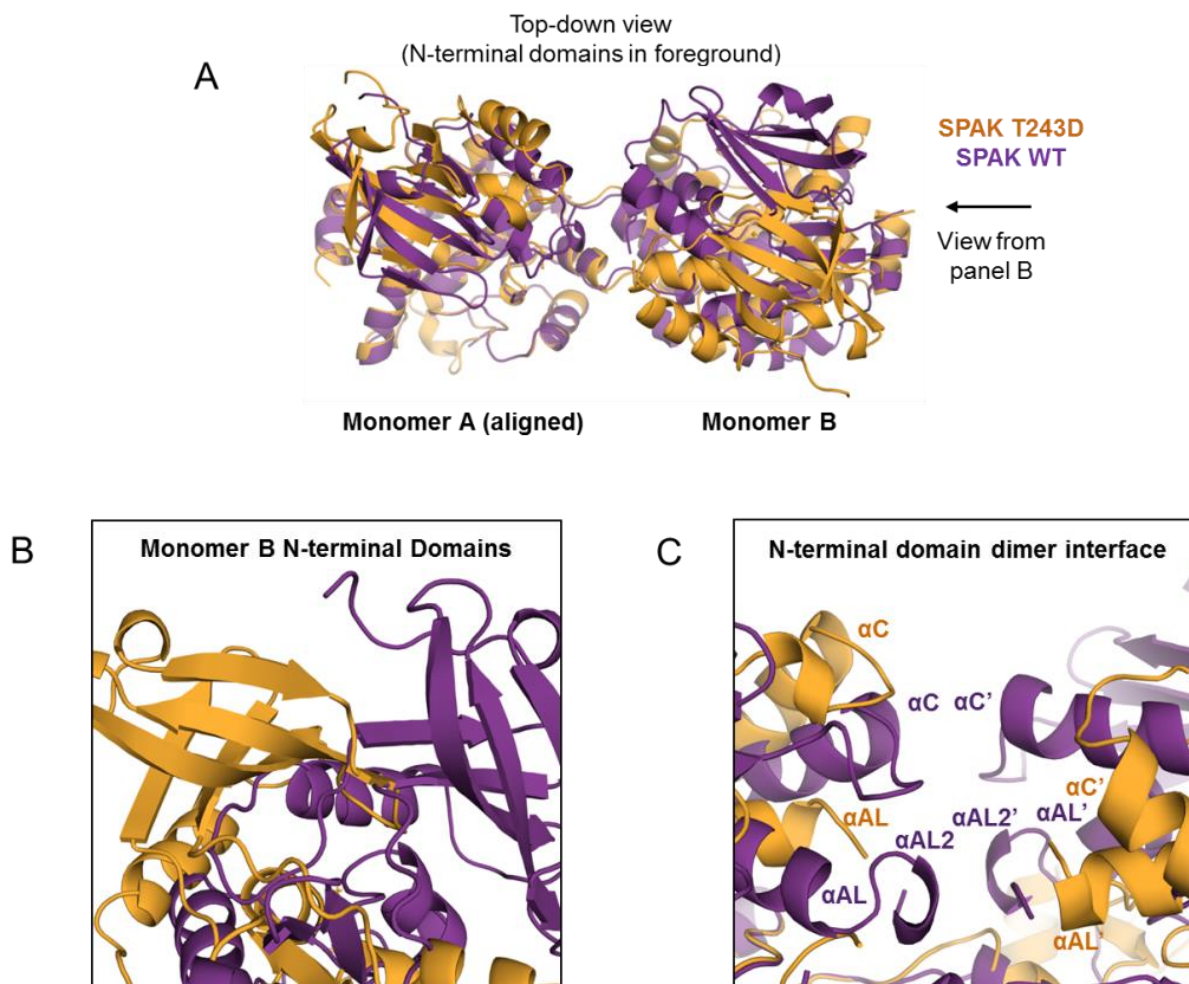 Top-down view
(N-terminal domains in foreground)
A
SPAK T243D
SPAK WT
View from
panel B
Monomer A (aligned)
Monomer B
B
Monomer B N-terminal Domains
C
N-terminal domain dimer interface
αC
αC αC’
αC’
αAL
αAL2 αAL2’ αAL’
αAL
αAL’